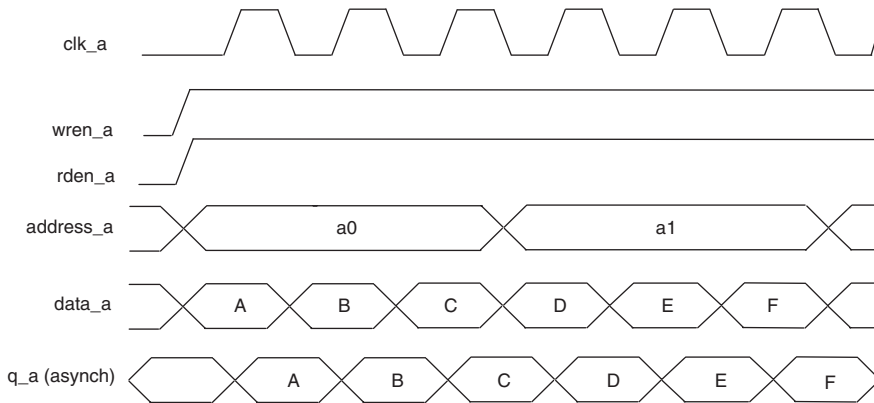 clk_a
wren_a
rden_a
address_a a0 a1
data_a A B C D E F
q_a (asynch) A B C D E F